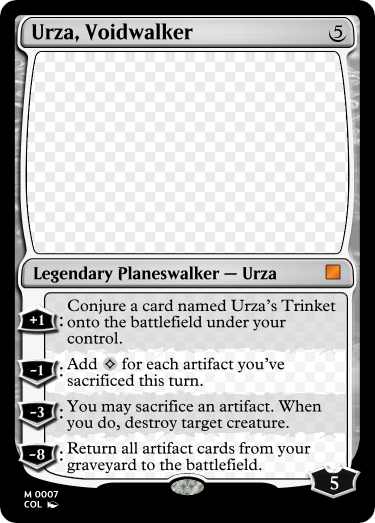 Urza, Voidwalker 5
Legendary Planeswalker — Urza
+1: Conjure a card named Urza's Trinket
onto the battlefield under your
control.
-1: Add for each artifact you've
sacrificed this turn.
-3: You may sacrifice an artifact. When
you do, destroy target creature.
-8: Return all artifact cards from your
graveyard to the battlefield.
5
M 0007
COL